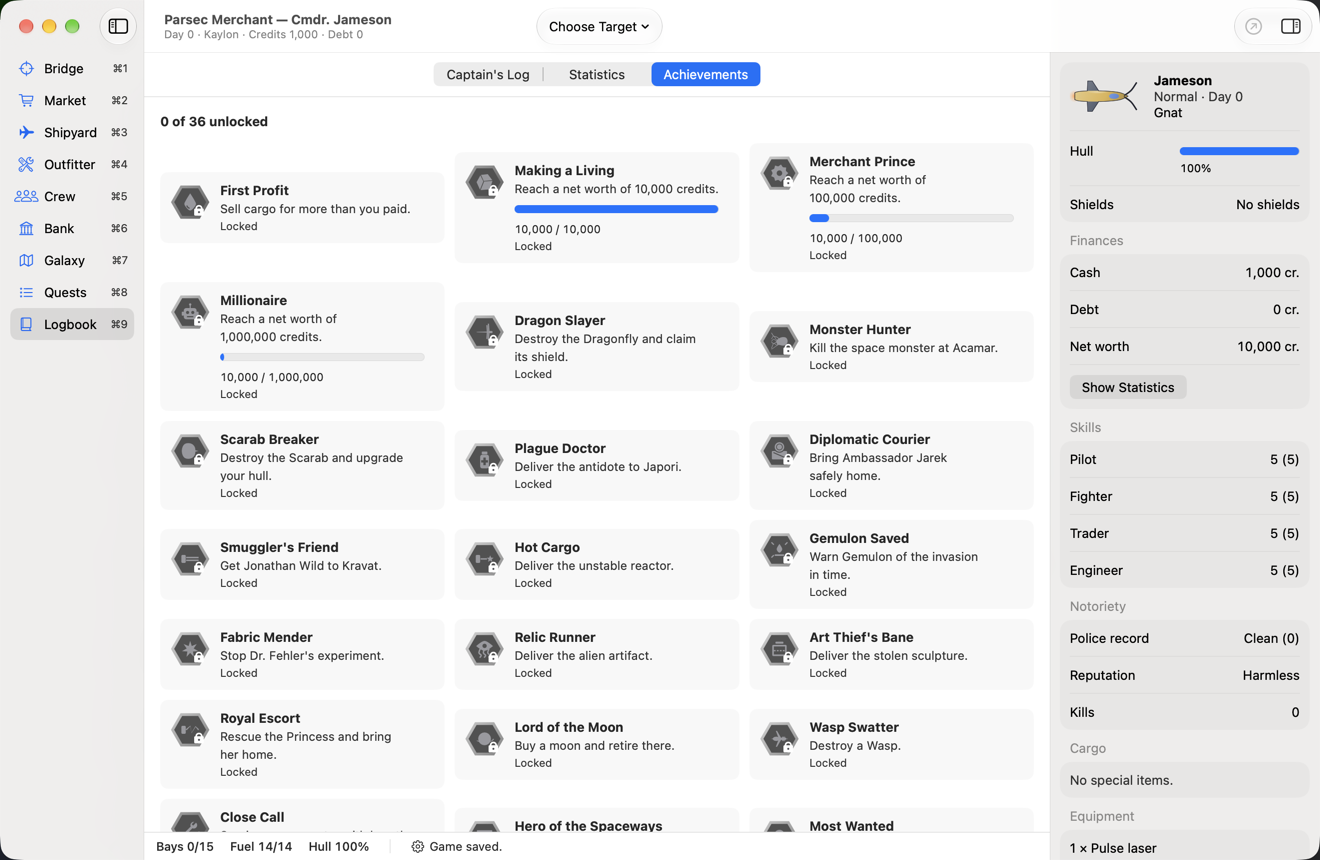 Parsec Merchant — Cmdr. Jameson
Day 0 · Kaylon · Credits 1,000 · Debt 0
Choose Target
Bridge ⌘1
Market ⌘2
Shipyard ⌘3
Outfitter ⌘4
Crew ⌘5
Bank ⌘6
Galaxy ⌘7
Quests ⌘8
Logbook ⌘9
Captain's Log
Statistics
Achievements
0 of 36 unlocked
First Profit
Sell cargo for more than you paid.
Locked
Making a Living
Reach a net worth of 10,000 credits.
10,000 / 10,000
Locked
Merchant Prince
Reach a net worth of
100,000 credits.
10,000 / 100,000
Locked
Millionaire
Reach a net worth of
1,000,000 credits.
10,000 / 1,000,000
Locked
Dragon Slayer
Destroy the Dragonfly and claim
its shield.
Locked
Monster Hunter
Kill the space monster at Acamar.
Locked
Scarab Breaker
Destroy the Scarab and upgrade
your hull.
Locked
Plague Doctor
Deliver the antidote to Japori.
Locked
Diplomatic Courier
Bring Ambassador Jarek
safely home.
Locked
Smuggler's Friend
Get Jonathan Wild to Kravat.
Locked
Hot Cargo
Deliver the unstable reactor.
Locked
Gemulon Saved
Warn Gemulon of the invasion
in time.
Locked
Fabric Mender
Stop Dr. Fehler's experiment.
Locked
Relic Runner
Deliver the alien artifact.
Locked
Art Thief's Bane
Deliver the stolen sculpture.
Locked
Royal Escort
Rescue the Princess and bring
her home.
Locked
Lord of the Moon
Buy a moon and retire there.
Locked
Wasp Swatter
Destroy a Wasp.
Locked
Close Call
Hero of the Spaceways
Most Wanted
Bays 0/15 Fuel 14/14 Hull 100% Game saved.
Jameson
Normal · Day 0
Gnat
Hull
100%
Shields No shields
Finances
Cash 1,000 cr.
Debt 0 cr.
Net worth 10,000 cr.
Show Statistics
Skills
Pilot 5 (5)
Fighter 5 (5)
Trader 5 (5)
Engineer 5 (5)
Notoriety
Police record Clean (0)
Reputation Harmless
Kills 0
Cargo
No special items.
Equipment
1 × Pulse laser